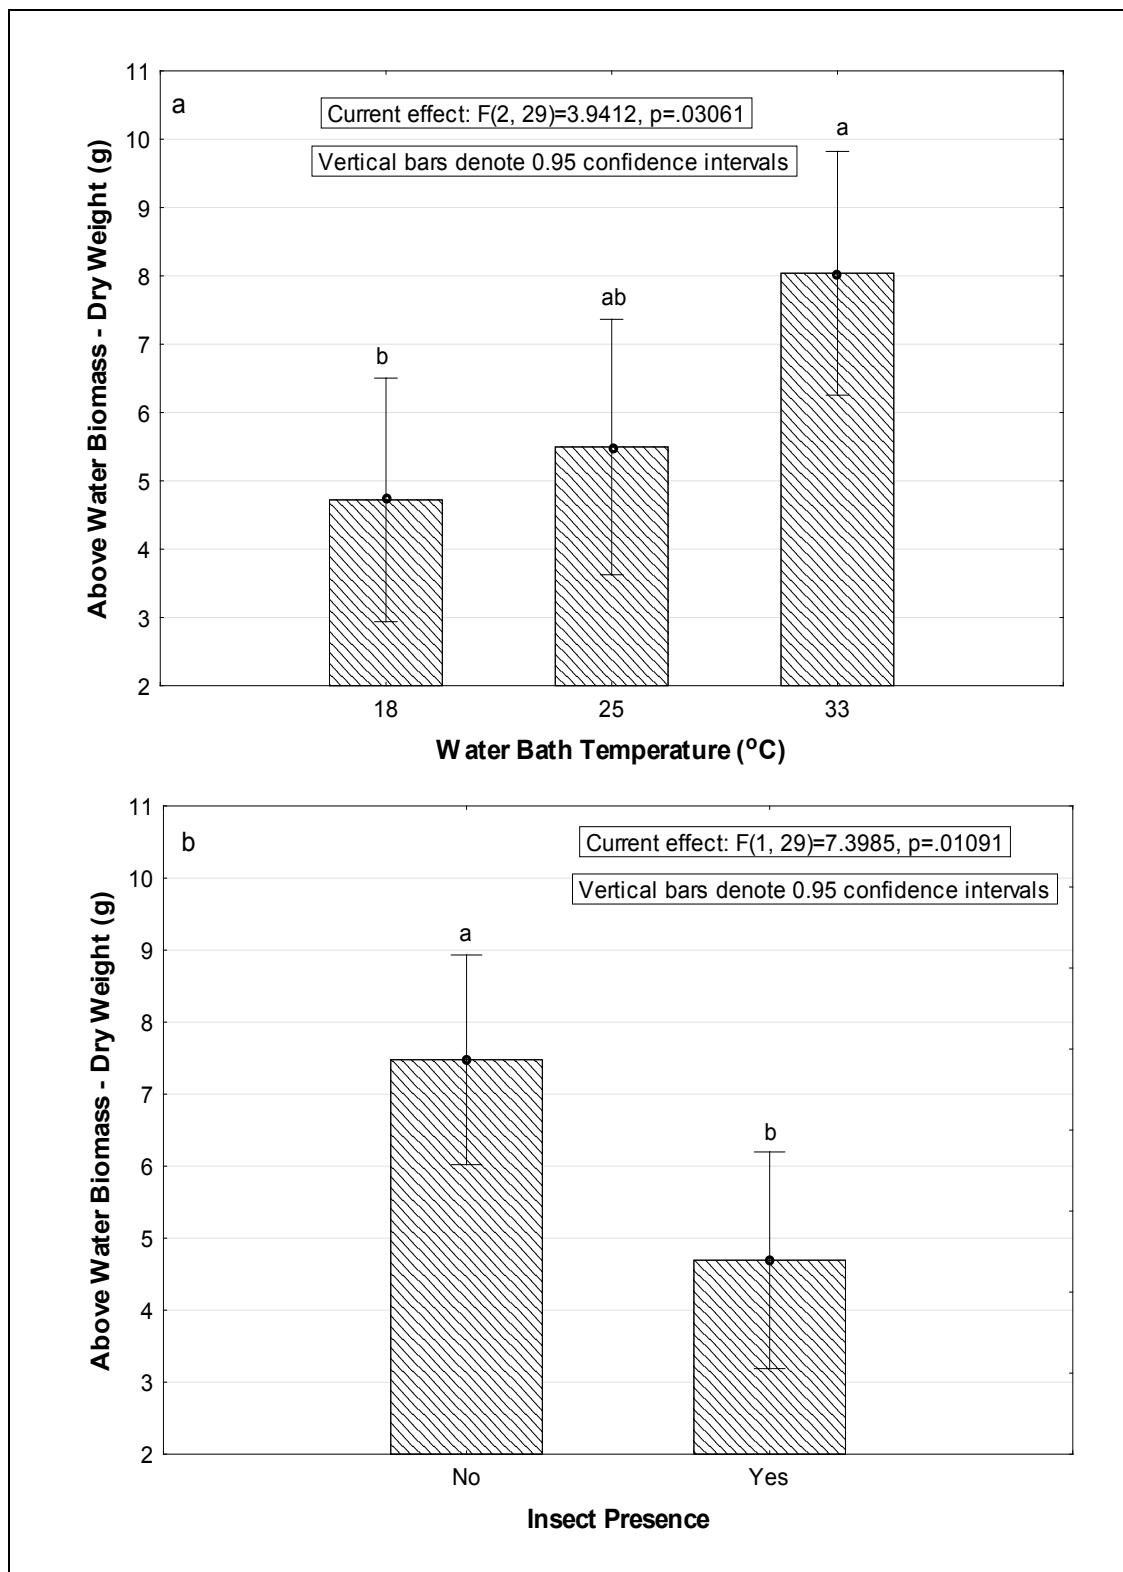 11
a
Current effect: F(2, 29)=3.9412, p=.03061
a
10
Vertical bars denote 0.95 confidence intervals
9
8
ab
7
b
6
5
4
3
2
18
25
33
Above Water Biomass - Dry Weight (g)
Water Bath Temperature (°C)
11
b
Current effect: F(1, 29)=7.3985, p=.01091
10
Vertical bars denote 0.95 confidence intervals
a
9
8
7
b
6
5
4
3
2
No
Yes
Above Water Biomass - Dry Weight (g)
Insect Presence